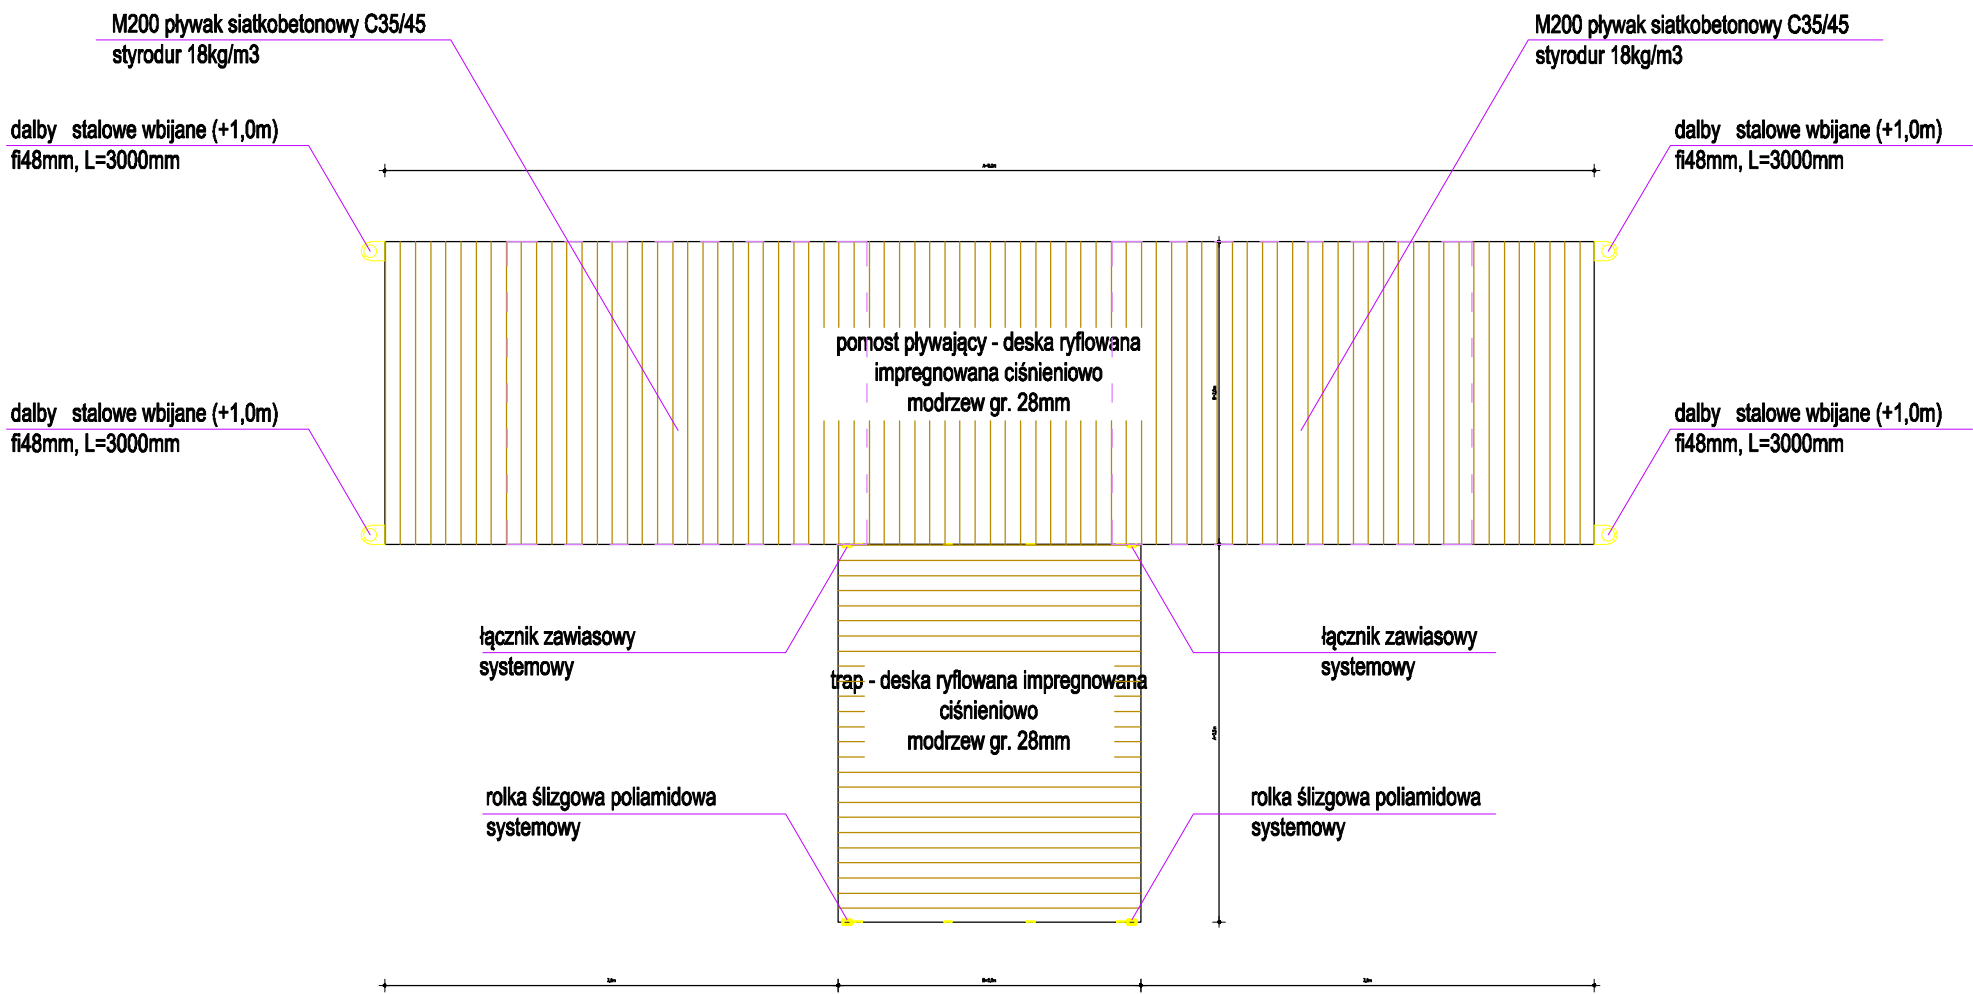 M200 pływak siatkobetonowy C35/45
styrodur 18kg/m3
M200 pływak siatkobetonowy C35/45
styrodur 18kg/m3
dalby stalowe wbijane (+1,0m)
fi48mm, L=3000mm
dalby stalowe wbijane (+1,0m)
fi48mm, L=3000mm
pomost pływający - deska ryflowana
impregnowana ciśnieniowo
modrzew gr. 28mm
dalby stalowe wbijane (+1,0m)
fi48mm, L=3000mm
dalby stalowe wbijane (+1,0m)
fi48mm, L=3000mm
łącznik zawiasowy
systemowy
łącznik zawiasowy
systemowy
trap - deska ryflowana impregnowana
ciśnieniowo
modrzew gr. 28mm
rolka ślizgowa poliamidowa
systemowy
rolka ślizgowa poliamidowa
systemowy